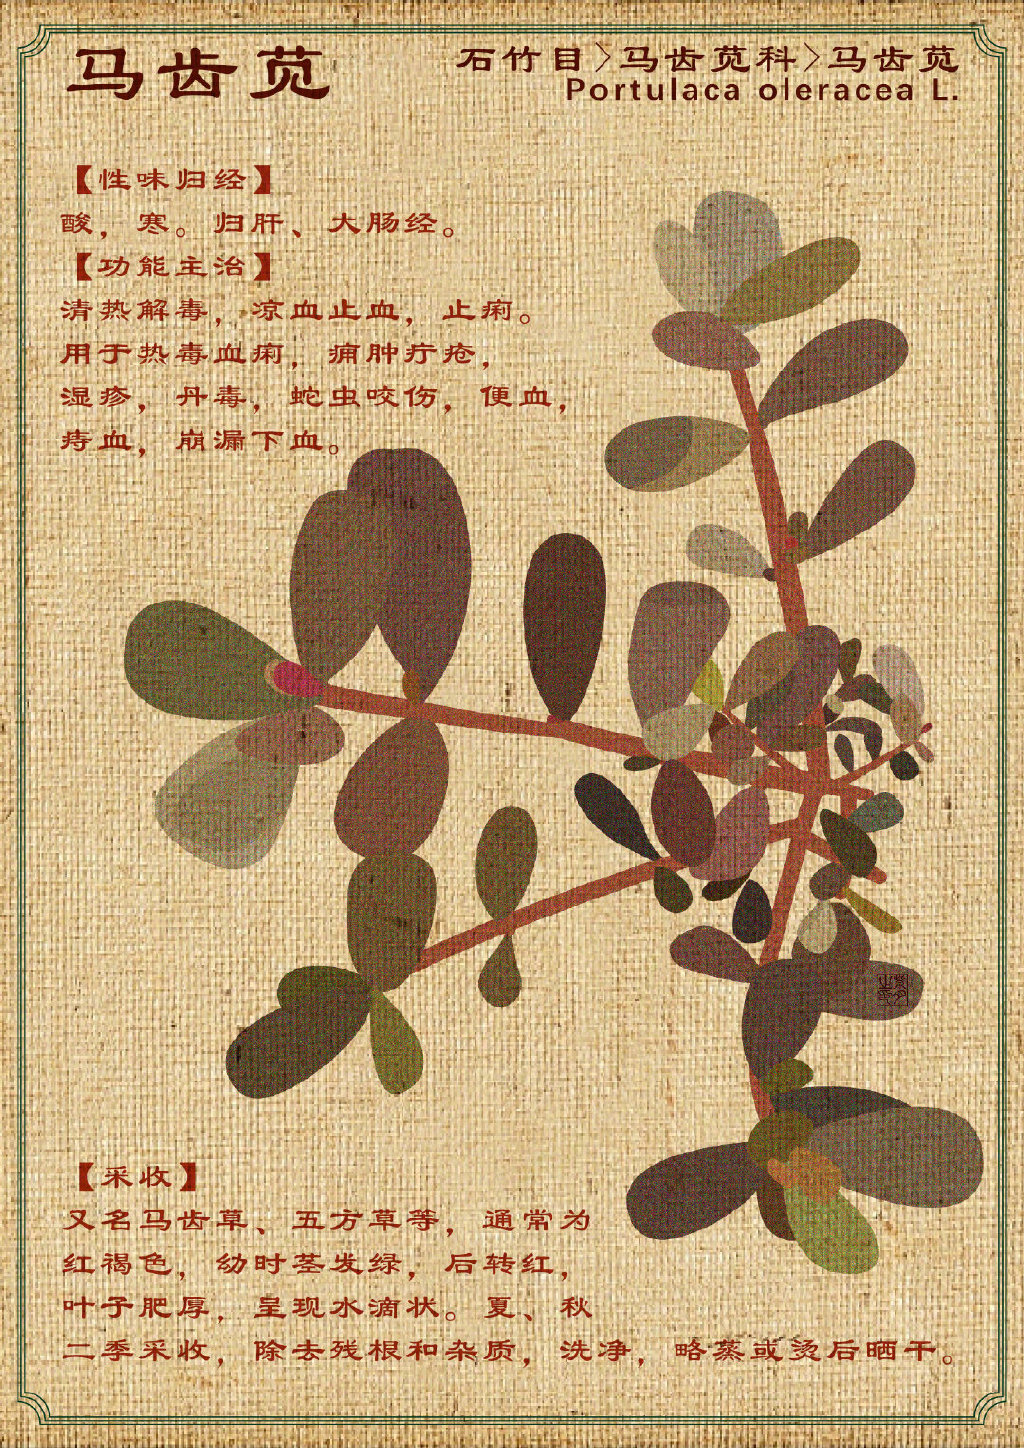 马齿苋
石竹目〉马齿苋科〉马齿苋
Portulaca oleracea L.
【性味归经】
酸，寒。归肝、大肠经。
【功能主治】
清热解毒，凉血止血，止痢。
用于热毒血痢，痈肿疔疮，
湿疹，丹毒，蛇虫咬伤，便血，
痔血，崩漏下血。
【采收】
又名马齿草、五方草等，通常为
红褐色，幼时茎发绿，后转红，
叶子肥厚，呈现水滴状。夏、秋
二季采收，除去残根和杂质，洗净，略蒸或烫后晒干。